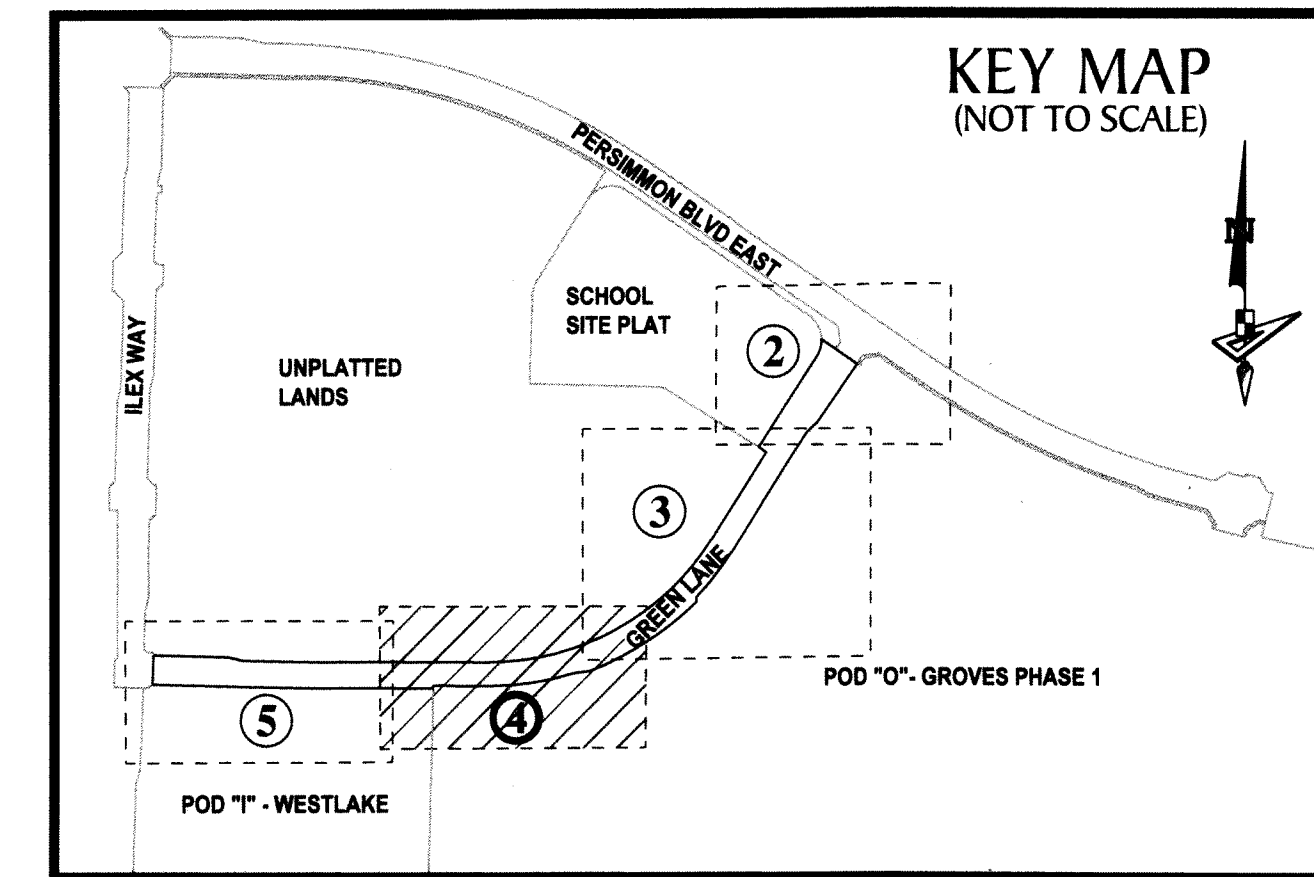 KEY MAP
(NOT TO SCALE)
N
PERSIMMON BLVD EAST
SCHOOL
SITE PLAT
2
ILEX WAY
UNPLATTED
LANDS
3
GREEN LANE
POD "O"- GROVES PHASE 1
4
5
POD "I" - WESTLAKE